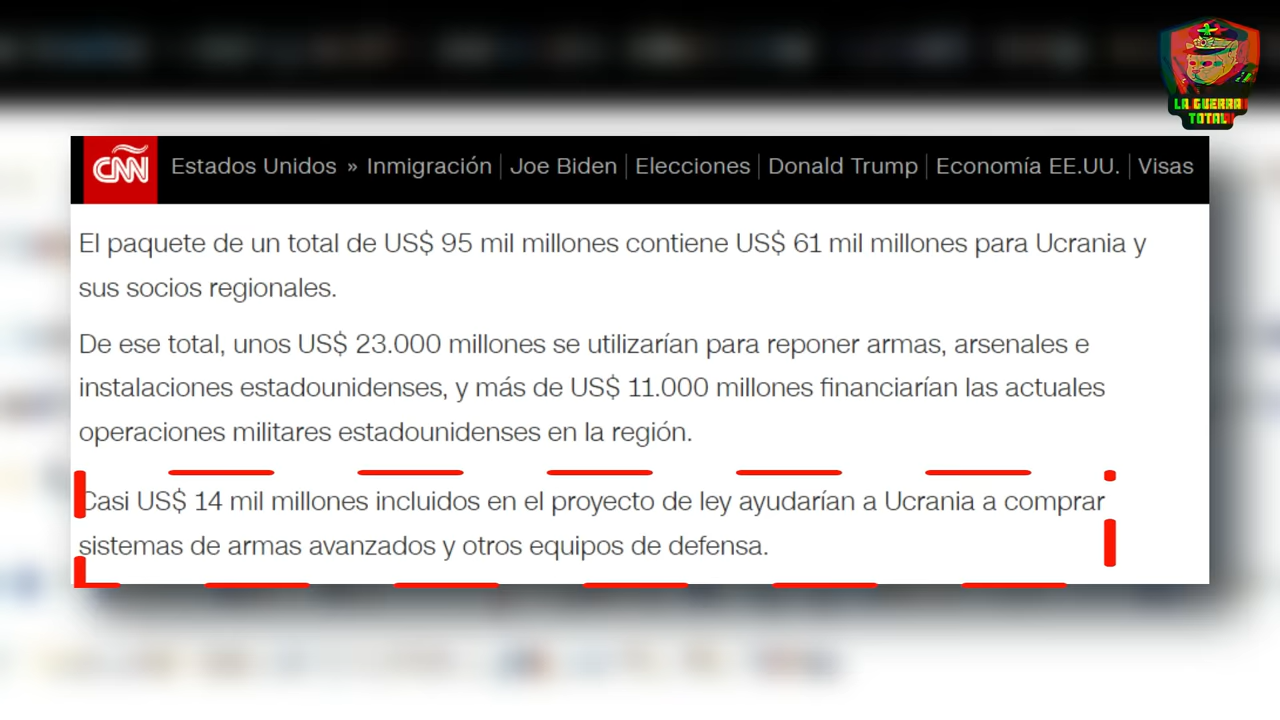 LA GUERRA
TOTAL
CNN Estados Unidos » Inmigración | Joe Biden | Elecciones | Donald Trump | Economía EE.UU. | Visas
El paquete de un total de US$ 95 mil millones contiene US$ 61 mil millones para Ucrania y
sus socios regionales.
De ese total, unos US$ 23.000 millones se utilizarían para reponer armas, arsenales e
instalaciones estadounidenses, y más de US$ 11.000 millones financiarían las actuales
operaciones militares estadounidenses en la región.
Casi US$ 14 mil millones incluidos en el proyecto de ley ayudarían a Ucrania a comprar
sistemas de armas avanzados y otros equipos de defensa.